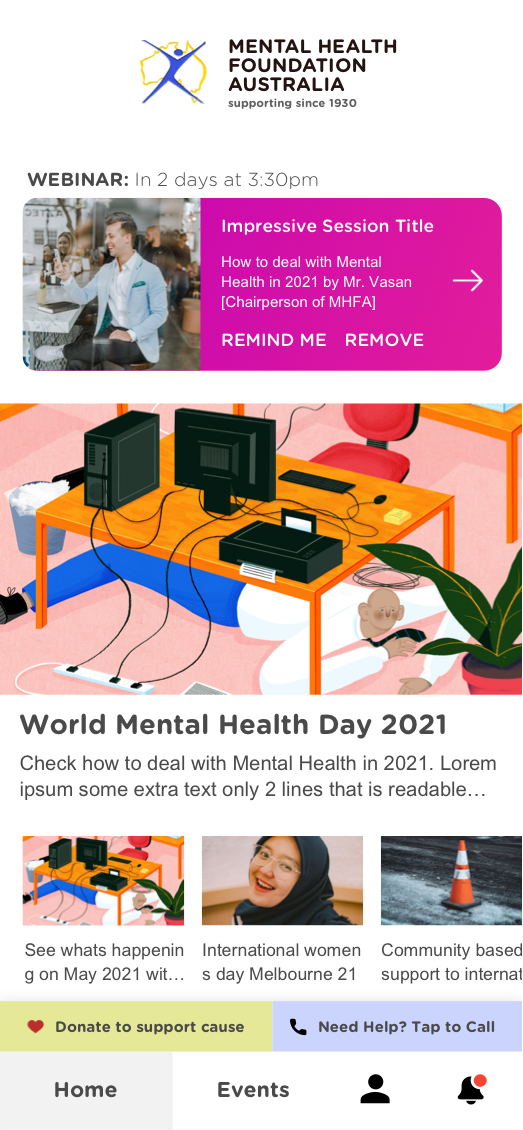 MENTAL HEALTH
FOUNDATION
AUSTRALIA
supporting since 1930
WEBINAR: In 2 days at 3:30pm
Impressive Session Title
How to deal with Mental
Health in 2021 by Mr. Vasan
[Chairperson of MHFA]
REMIND ME REMOVE
World Mental Health Day 2021
Check how to deal with Mental Health in 2021. Lorem
ipsum some extra text only 2 lines that is readable…
See whats happenin
g on May 2021 wit…
International women
s day Melbourne 21
Community based
support to internat
Donate to support cause
Need Help? Tap to Call
Home
Events